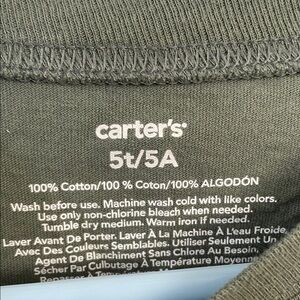 carter's
5t/5A
100% Cotton/100 % Coton/100% ALGODÓN
Wash before use. Machine wash cold with like colors.
Use only non-chlorine bleach when needed.
Tumble dry medium. Warm iron if needed.
Laver Avant De Porter. Laver À La Machine À L'eau Froide,
Avec Des Couleurs Semblables. Utiliser Seulement Un
Agent De Blanchiment Sans Chlore Au Besoin.
Sécher Par Culbutage À Température Moyenne.